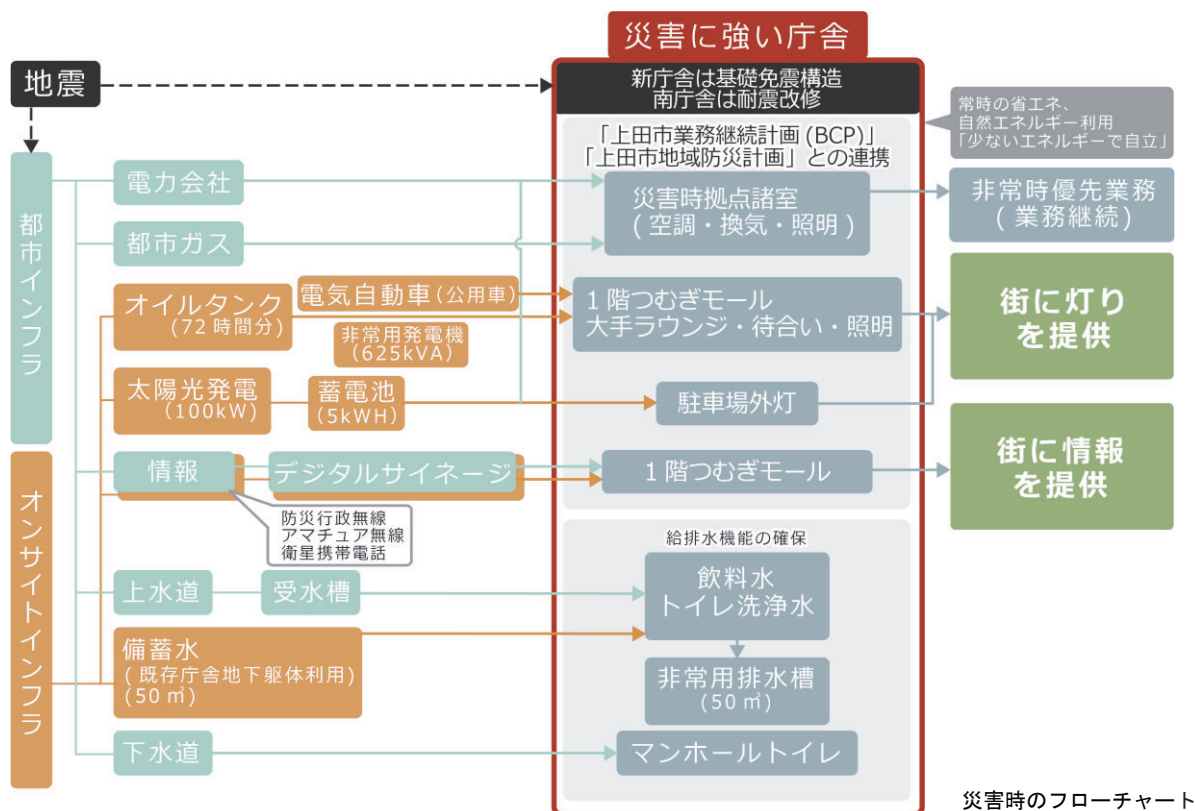 災害に強い庁舎
地震
新庁舎は基礎免震構造
南庁舎は耐震改修
常時の省エネ、
自然エネルギー利用
「少ないエネルギーで自立」
「上田市業務継続計画(BCP)」
「上田市地域防災計画」との連携
都市インフラ
電力会社
災害時拠点諸室
(空調・換気・照明)
非常時優先業務
(業務継続)
都市ガス
オイルタンク
(72時間分)
電気自動車(公用車)
非常用発電機
(625kVA)
1階つむぎモール
大手ラウンジ・待合い・照明
街に灯り
を提供
太陽光発電
(100kW)
蓄電池
(5kWH)
駐車場外灯
オンサイトインフラ
情報
デジタルサイネージ
1階つむぎモール
街に情報
を提供
防災行政無線
アマチュア無線
衛星携帯電話
給排水機能の確保
上水道
受水槽
飲料水
トイレ洗浄水
備蓄水
(既存庁舎地下躯体利用)
(50㎥)
非常用排水槽
(50㎥)
下水道
マンホールトイレ
災害時のフローチャート